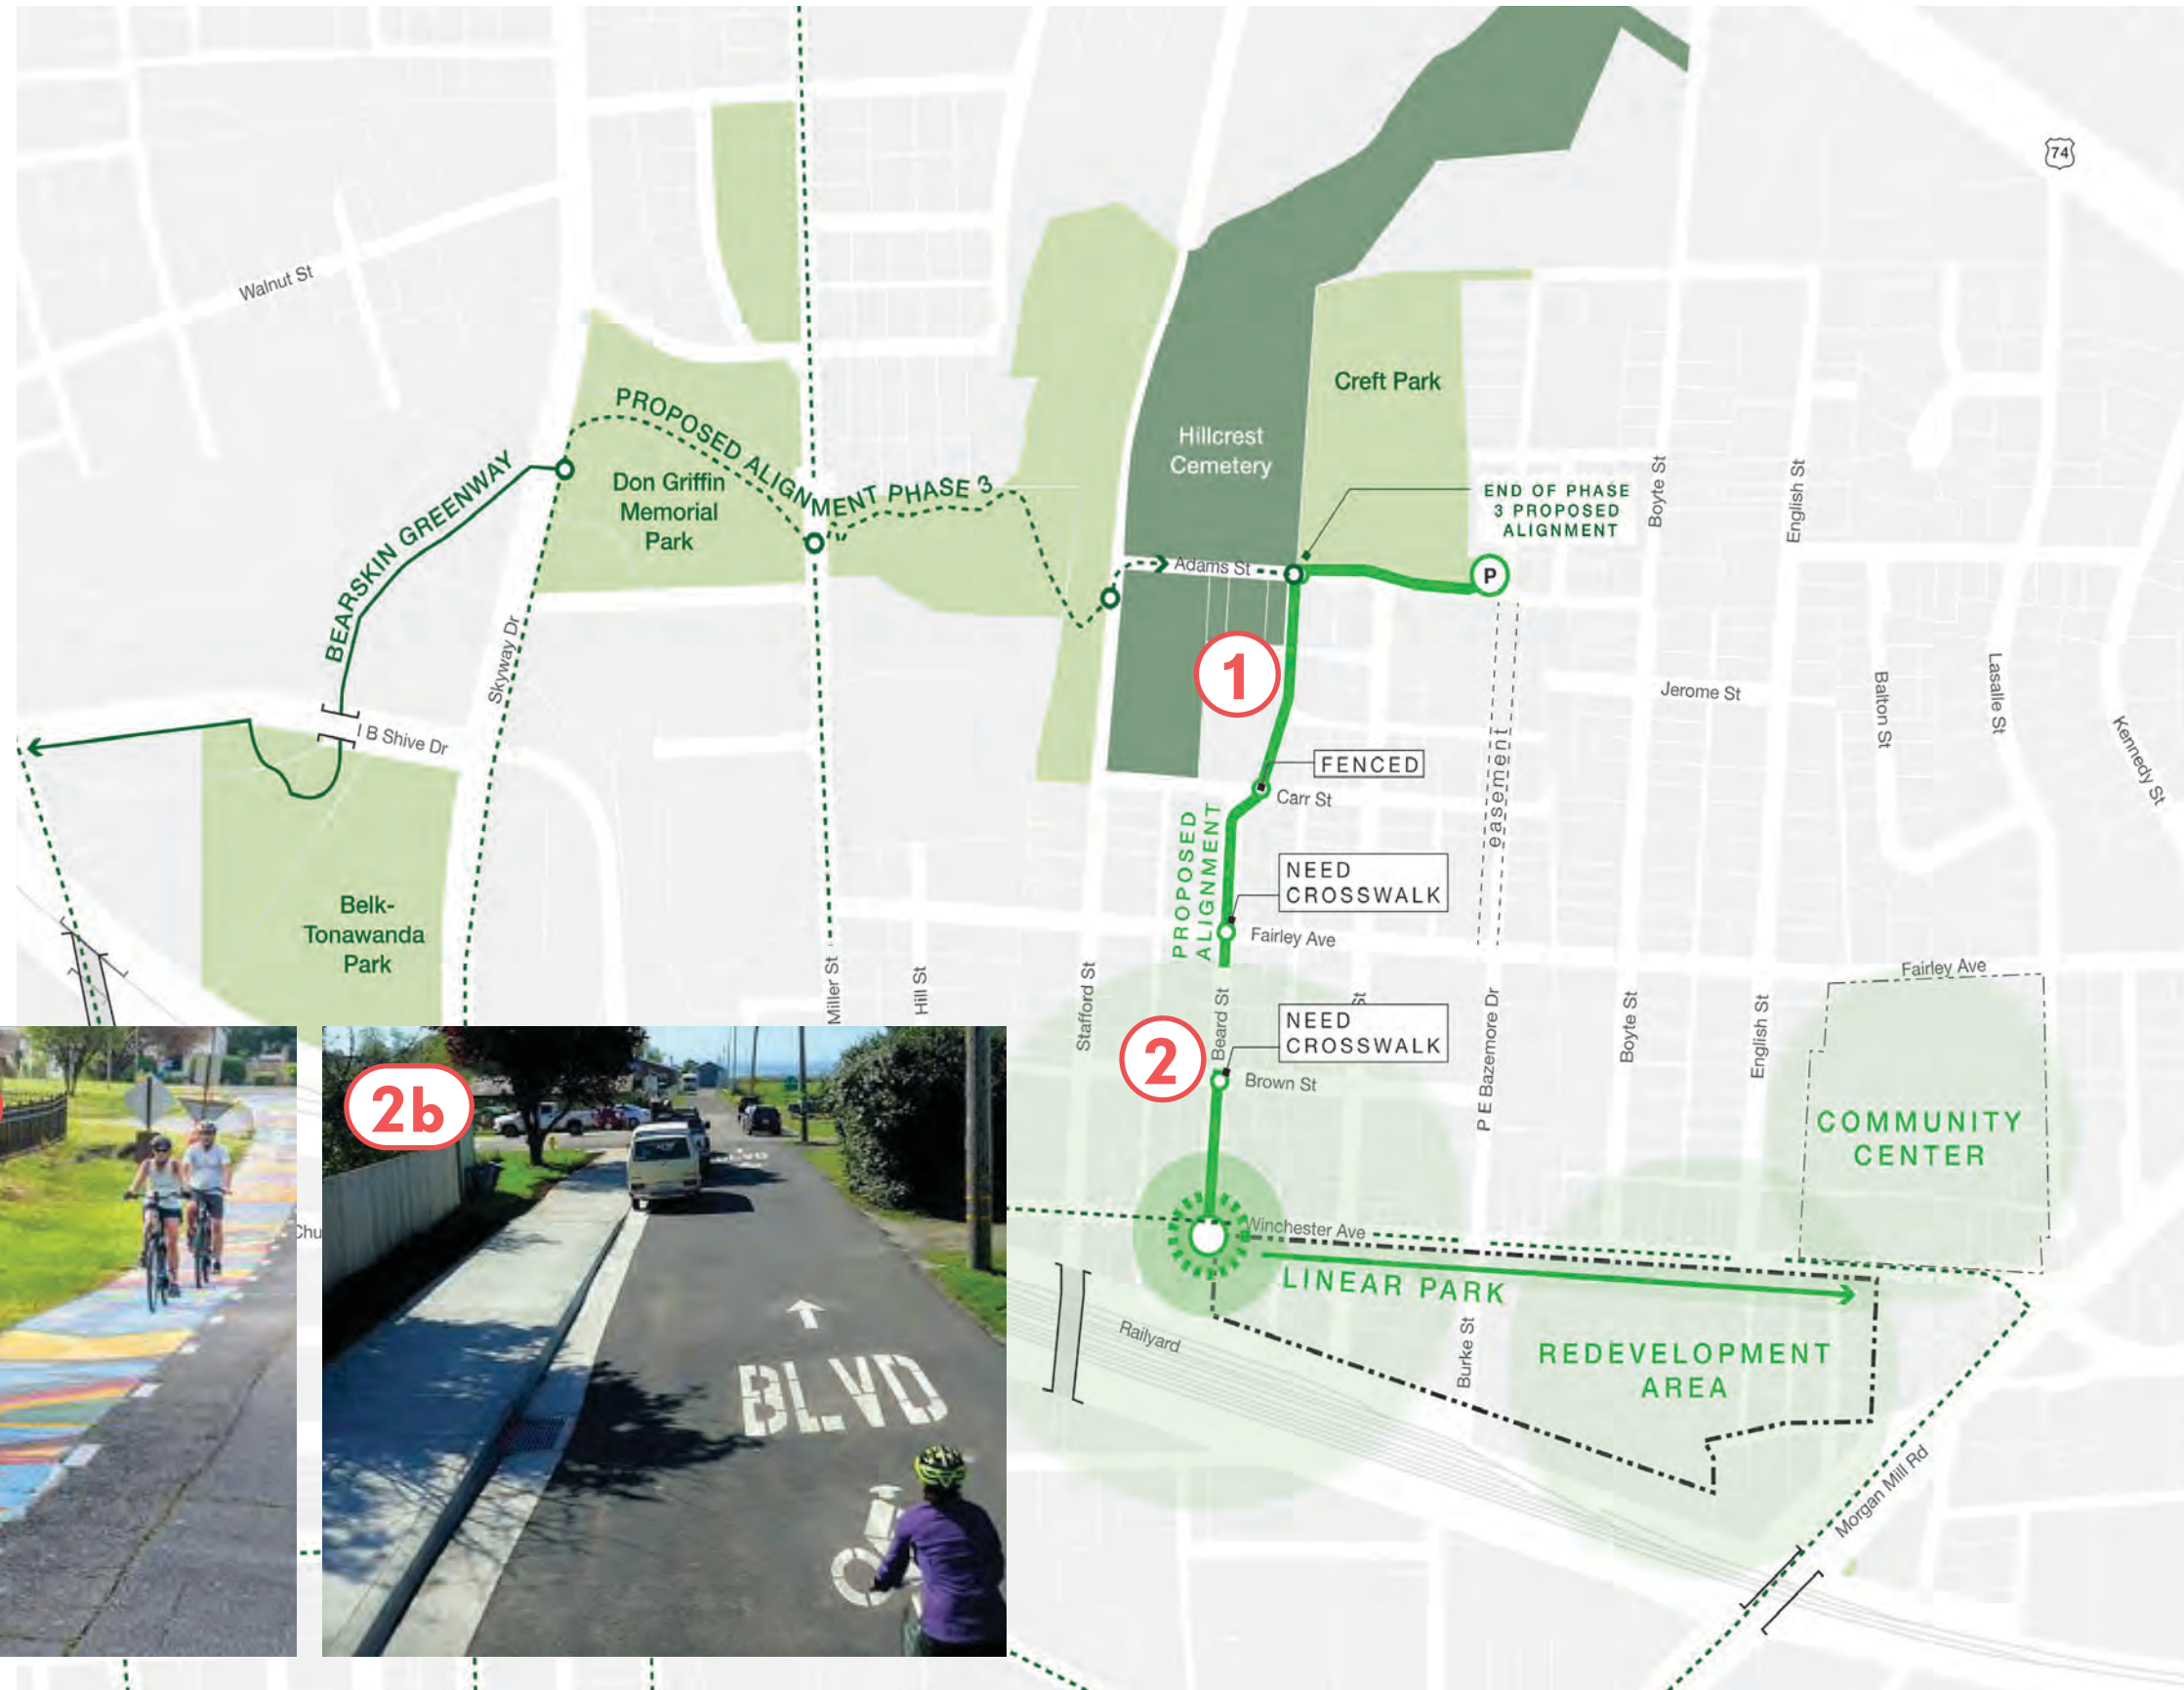 74
Walnut St
Creft Park
PROPOSED ALIGNMENT PHASE 3
Hillcrest
Cemetery
BEARSKIN GREENWAY
Don Griffin
Memorial
Park
END OF PHASE
3 PROPOSED
ALIGNMENT
Boyte St
English St
Adams St
P
Skyway Dr
1
Jerome St
Balton St
Lasalle St
Kennedy St
I B Shive Dr
FENCED
Carr St
easement
PROPOSED
ALIGNMENT
NEED
CROSSWALK
Belk-
Tonawanda
Park
Fairley Ave
Fairley Ave
Miller St
Hill St
Stafford St
Beard St
St
P E Bazemore Dr
Boyte St
English St
NEED
CROSSWALK
2
Brown St
2b
COMMUNITY
CENTER
BLVD
Chu
Winchester Ave
LINEAR PARK
Railyard
Burke St
REDEVELOPMENT
AREA
BLVD
Morgan Mill Rd